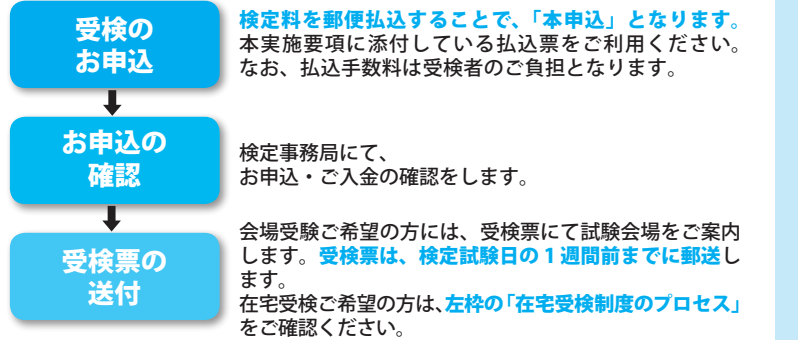 受検の
お申込
検定料を郵便払込することで、「本申込」となります。
本実施要項に添付している払込票をご利用ください。
なお、払込手数料は受検者のご負担となります。
お申込の
確認
検定事務局にて、
お申込・ご入金の確認をします。
受検票の
送付
会場受験ご希望の方には、受検票にて試験会場をご案内
します。受検票は、検定試験日の1週間前までに郵送し
ます。
在宅受検ご希望の方は、左枠の「在宅受検制度のプロセス」
をご確認ください。